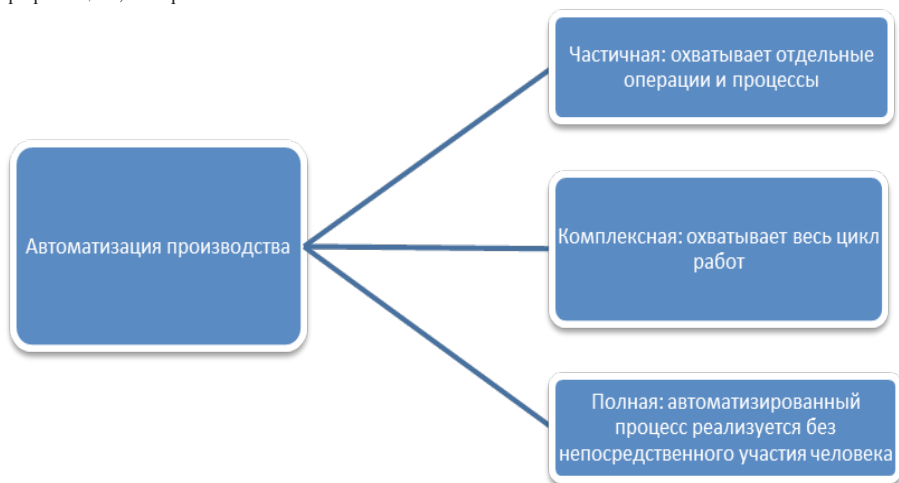 Частичная: охватывает отдельные
операции и процессы
Автоматизация производства
Комплексная: охватывает весь цикл
работ
Полная: автоматизированный
процесс реализуется без
непосредственного участия человека